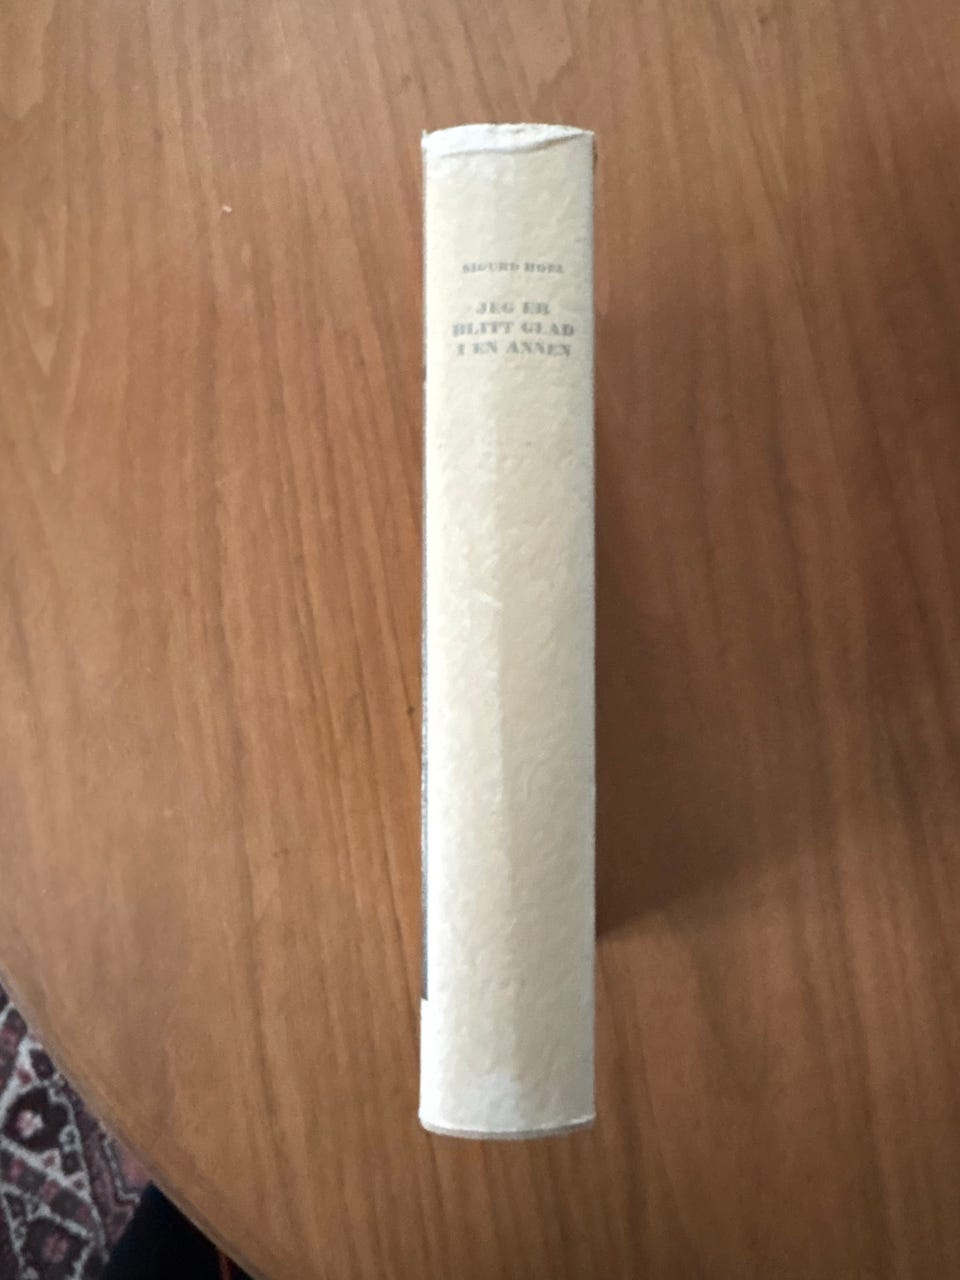 SIGURD HOEL
JEG ER
BLITT GLAD
I EN ANNEN